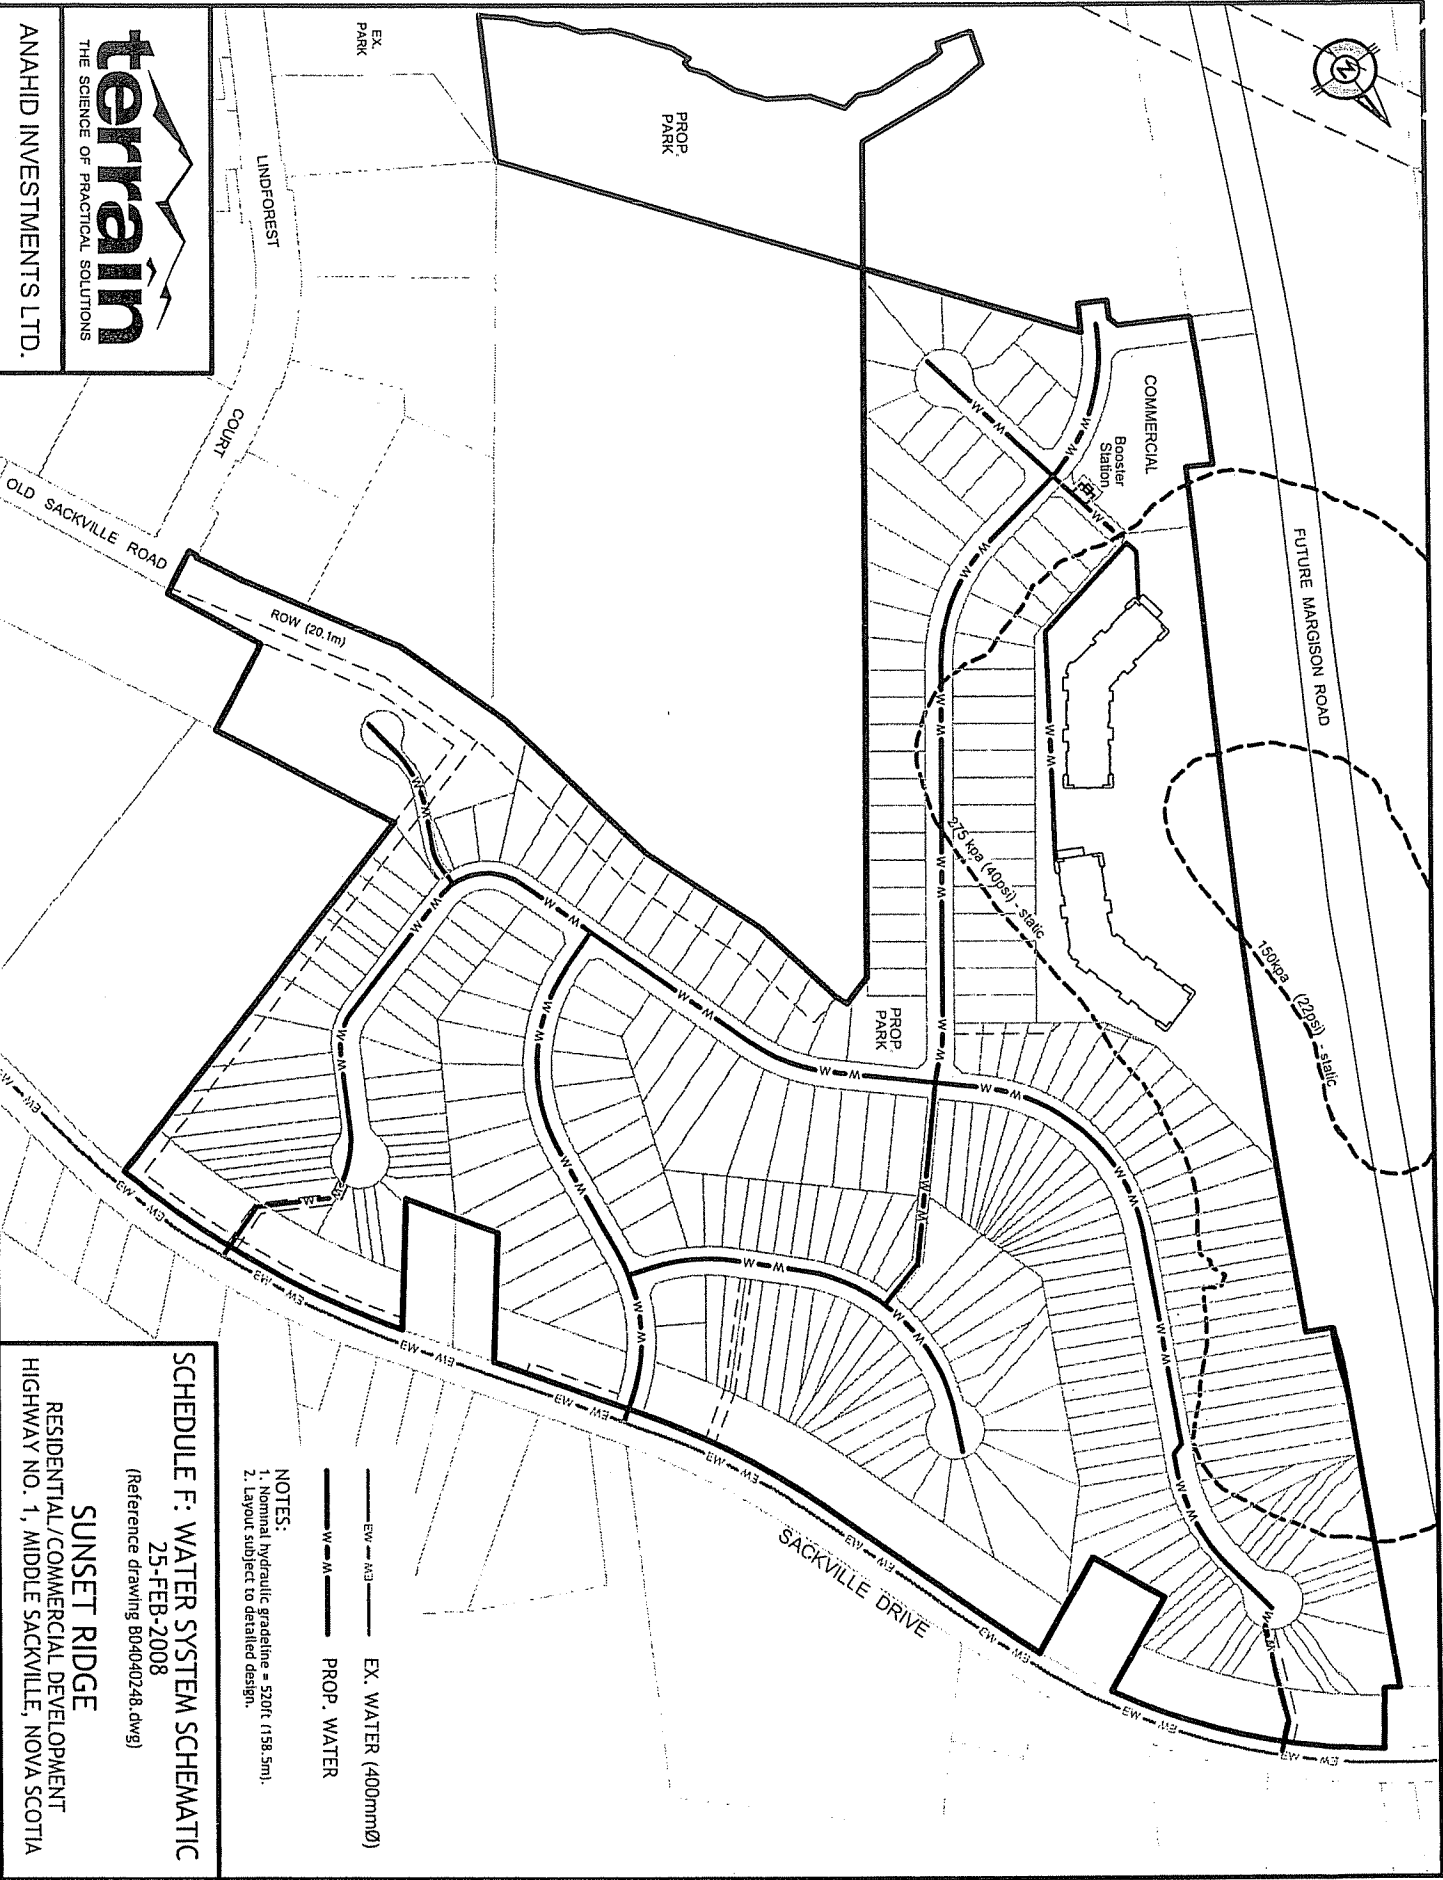 EX.
PARK
PROP.
PARK
LINDFOREST
COURT
OLD SACKVILLE ROAD
ROW (20.1m)
COMMERCIAL
Booster
Station
FUTURE MARGISON ROAD
275 kpa (40psi) - static
150kpa (22psi) - static
PROP.
PARK
SACKVILLE DRIVE
terrain
THE SCIENCE OF PRACTICAL SOLUTIONS
ANAHID INVESTMENTS LTD.
EW EW EX. WATER (400mmØ)
W W PROP. WATER
NOTES:
1. Nominal hydraulic gradeline = 520ft (158.5m).
2. Layout subject to detailed design.
SCHEDULE F: WATER SYSTEM SCHEMATIC
25-FEB-2008
(Reference drawing B04040248.dwg)
SUNSET RIDGE
RESIDENTIAL/COMMERCIAL DEVELOPMENT
HIGHWAY NO. 1, MIDDLE SACKVILLE, NOVA SCOTIA